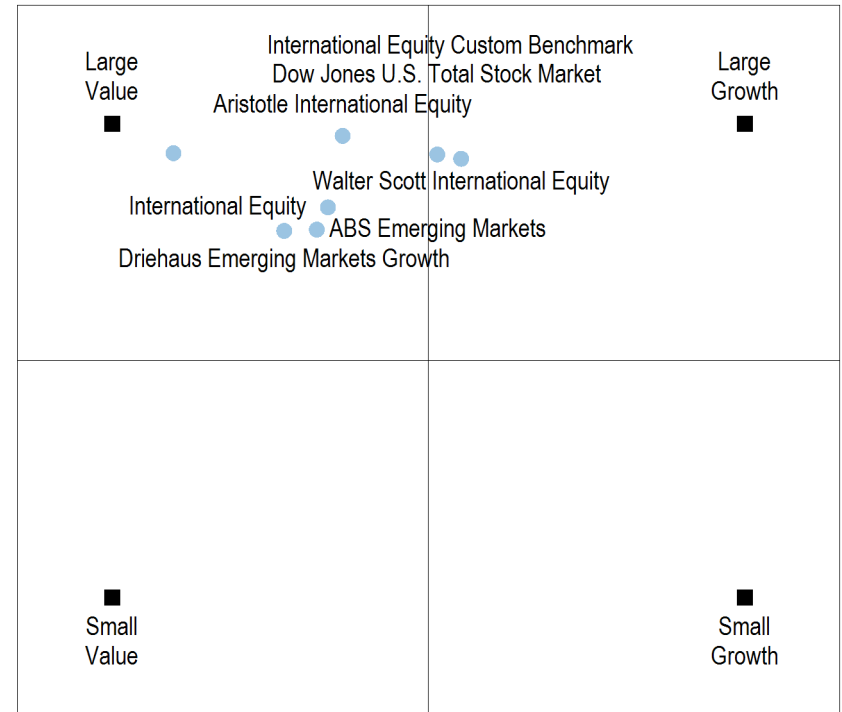 International Equity Custom Benchmark
Large
Value
Dow Jones U.S. Total Stock Market
Large
Growth
Aristotle International Equity
Walter Scott International Equity
International Equity
ABS Emerging Markets
Driehaus Emerging Markets Growth
Small
Value
Small
Growth